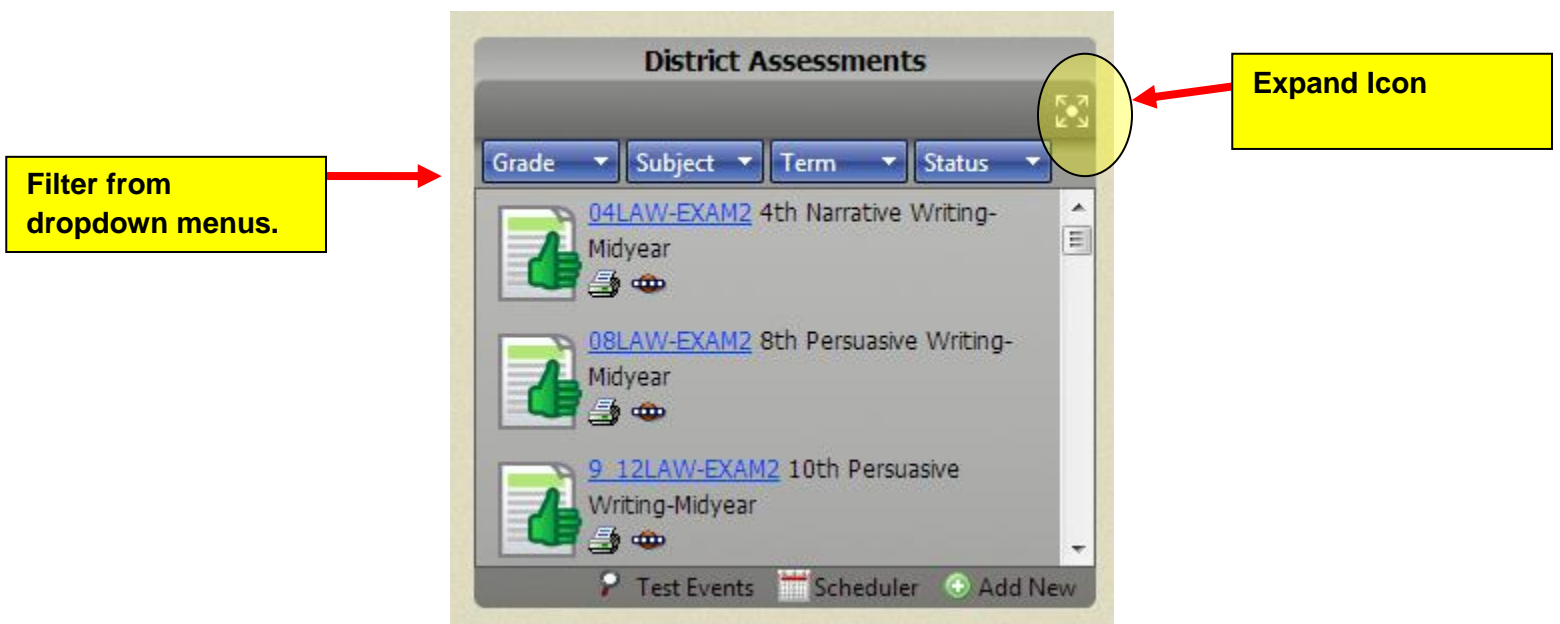 District Assessments
Expand Icon
Grade
Subject
Term
Status
Filter from
dropdown menus.
04LAW-EXAM2 4th Narrative Writing-
Midyear
08LAW-EXAM2 8th Persuasive Writing-
Midyear
9_12LAW-EXAM2 10th Persuasive
Writing-Midyear
Test Events
Scheduler
Add New